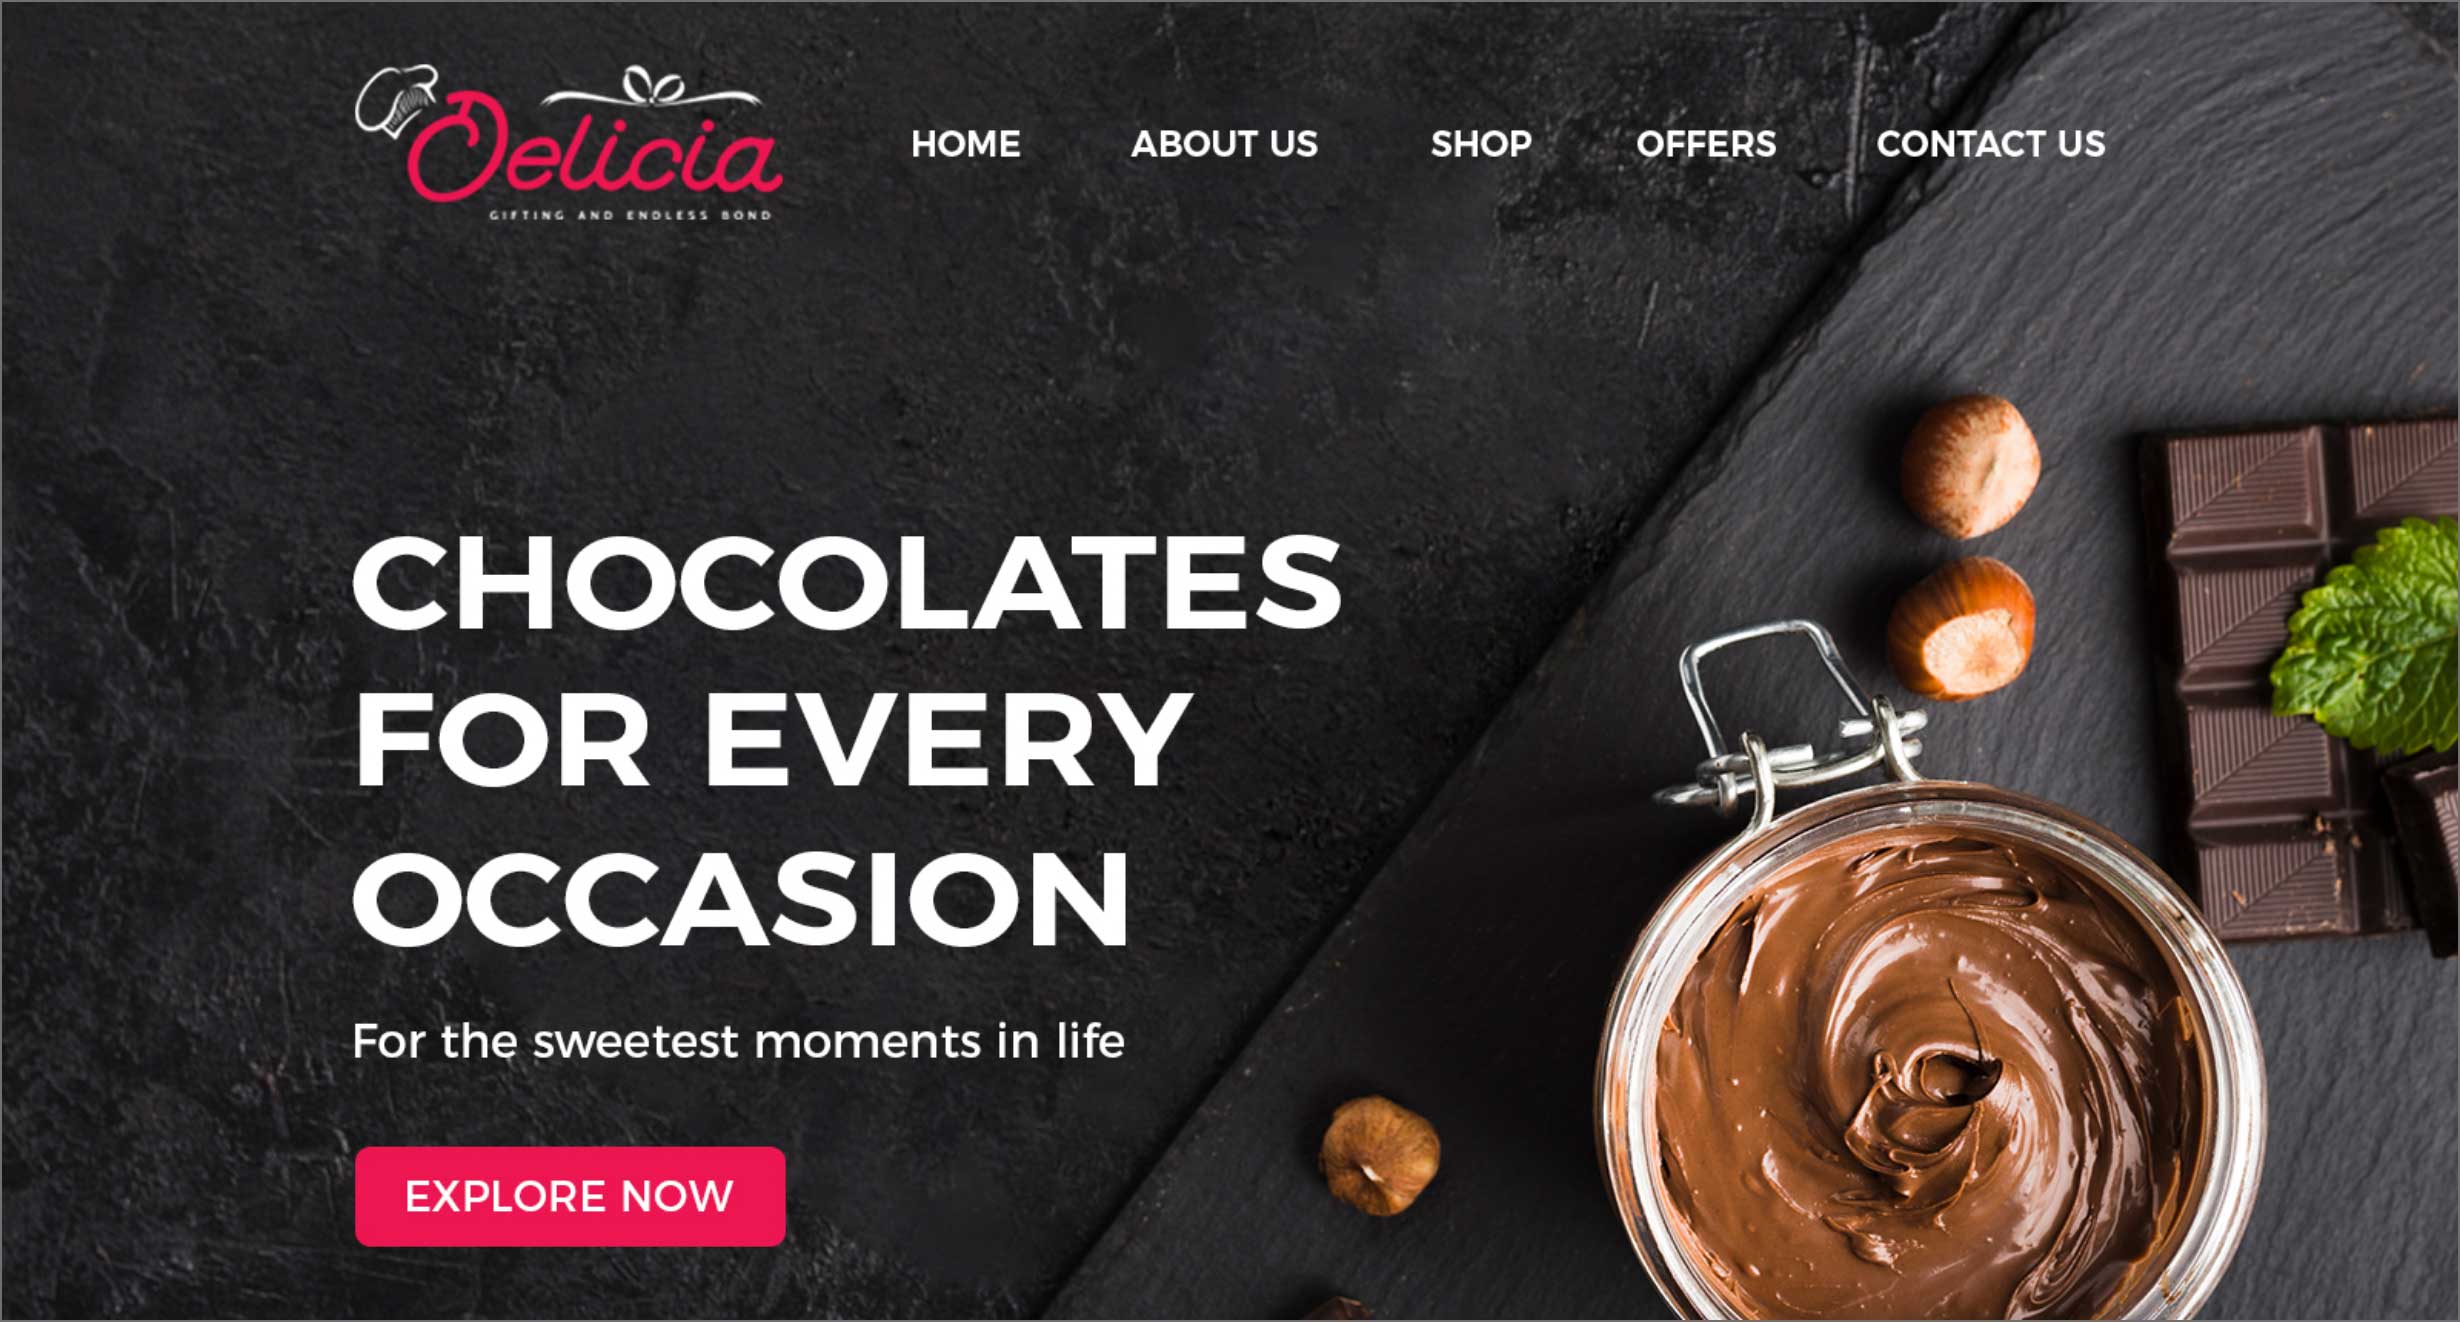 Delicia
GIFTING AND ENDLESS BOND
HOME ABOUT US SHOP OFFERS CONTACT US
CHOCOLATES
FOR EVERY
OCCASION
For the sweetest moments in life
EXPLORE NOW